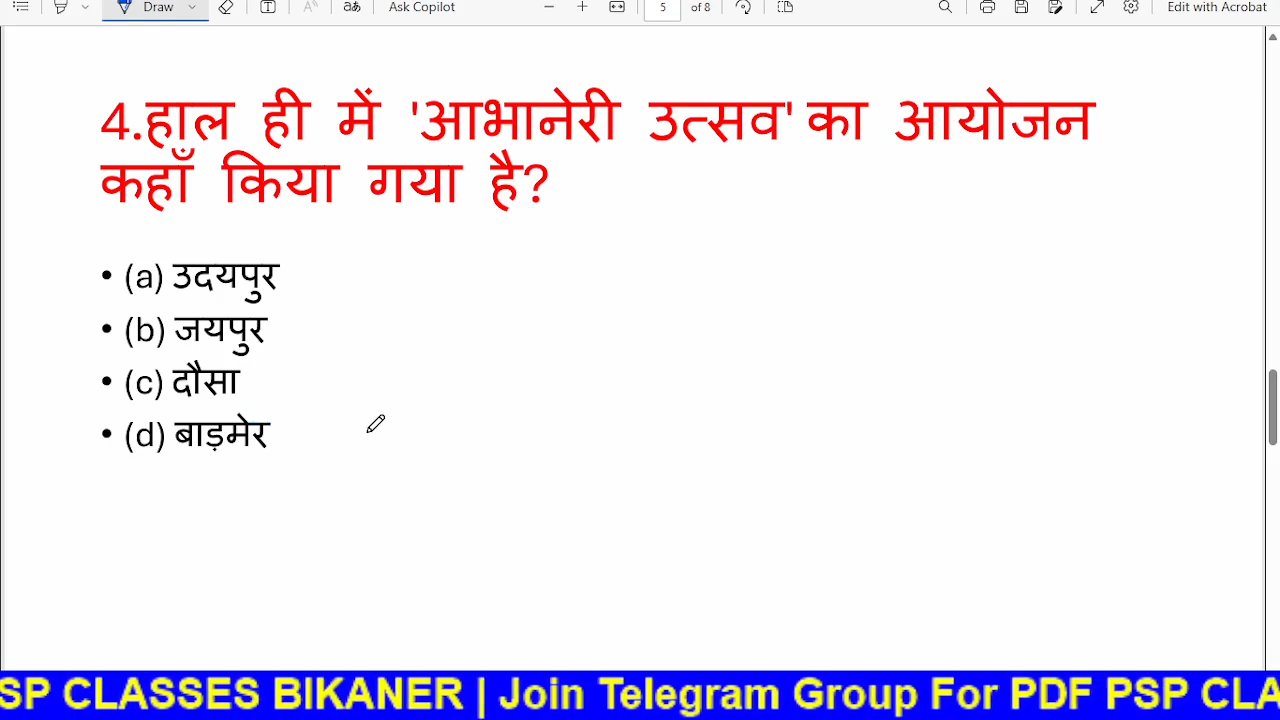 Draw
Ask Copilot
5 of 8
Edit with Acrobat
4.हाल ही में 'आभानेरी उत्सव' का आयोजन
कहाँ किया गया है?
• (a) उदयपुर
• (b) जयपुर
• (c) दौसा
• (d) बाड़मेर
SP CLASSES BIKANER | Join Telegram Group For PDF PSP CLA